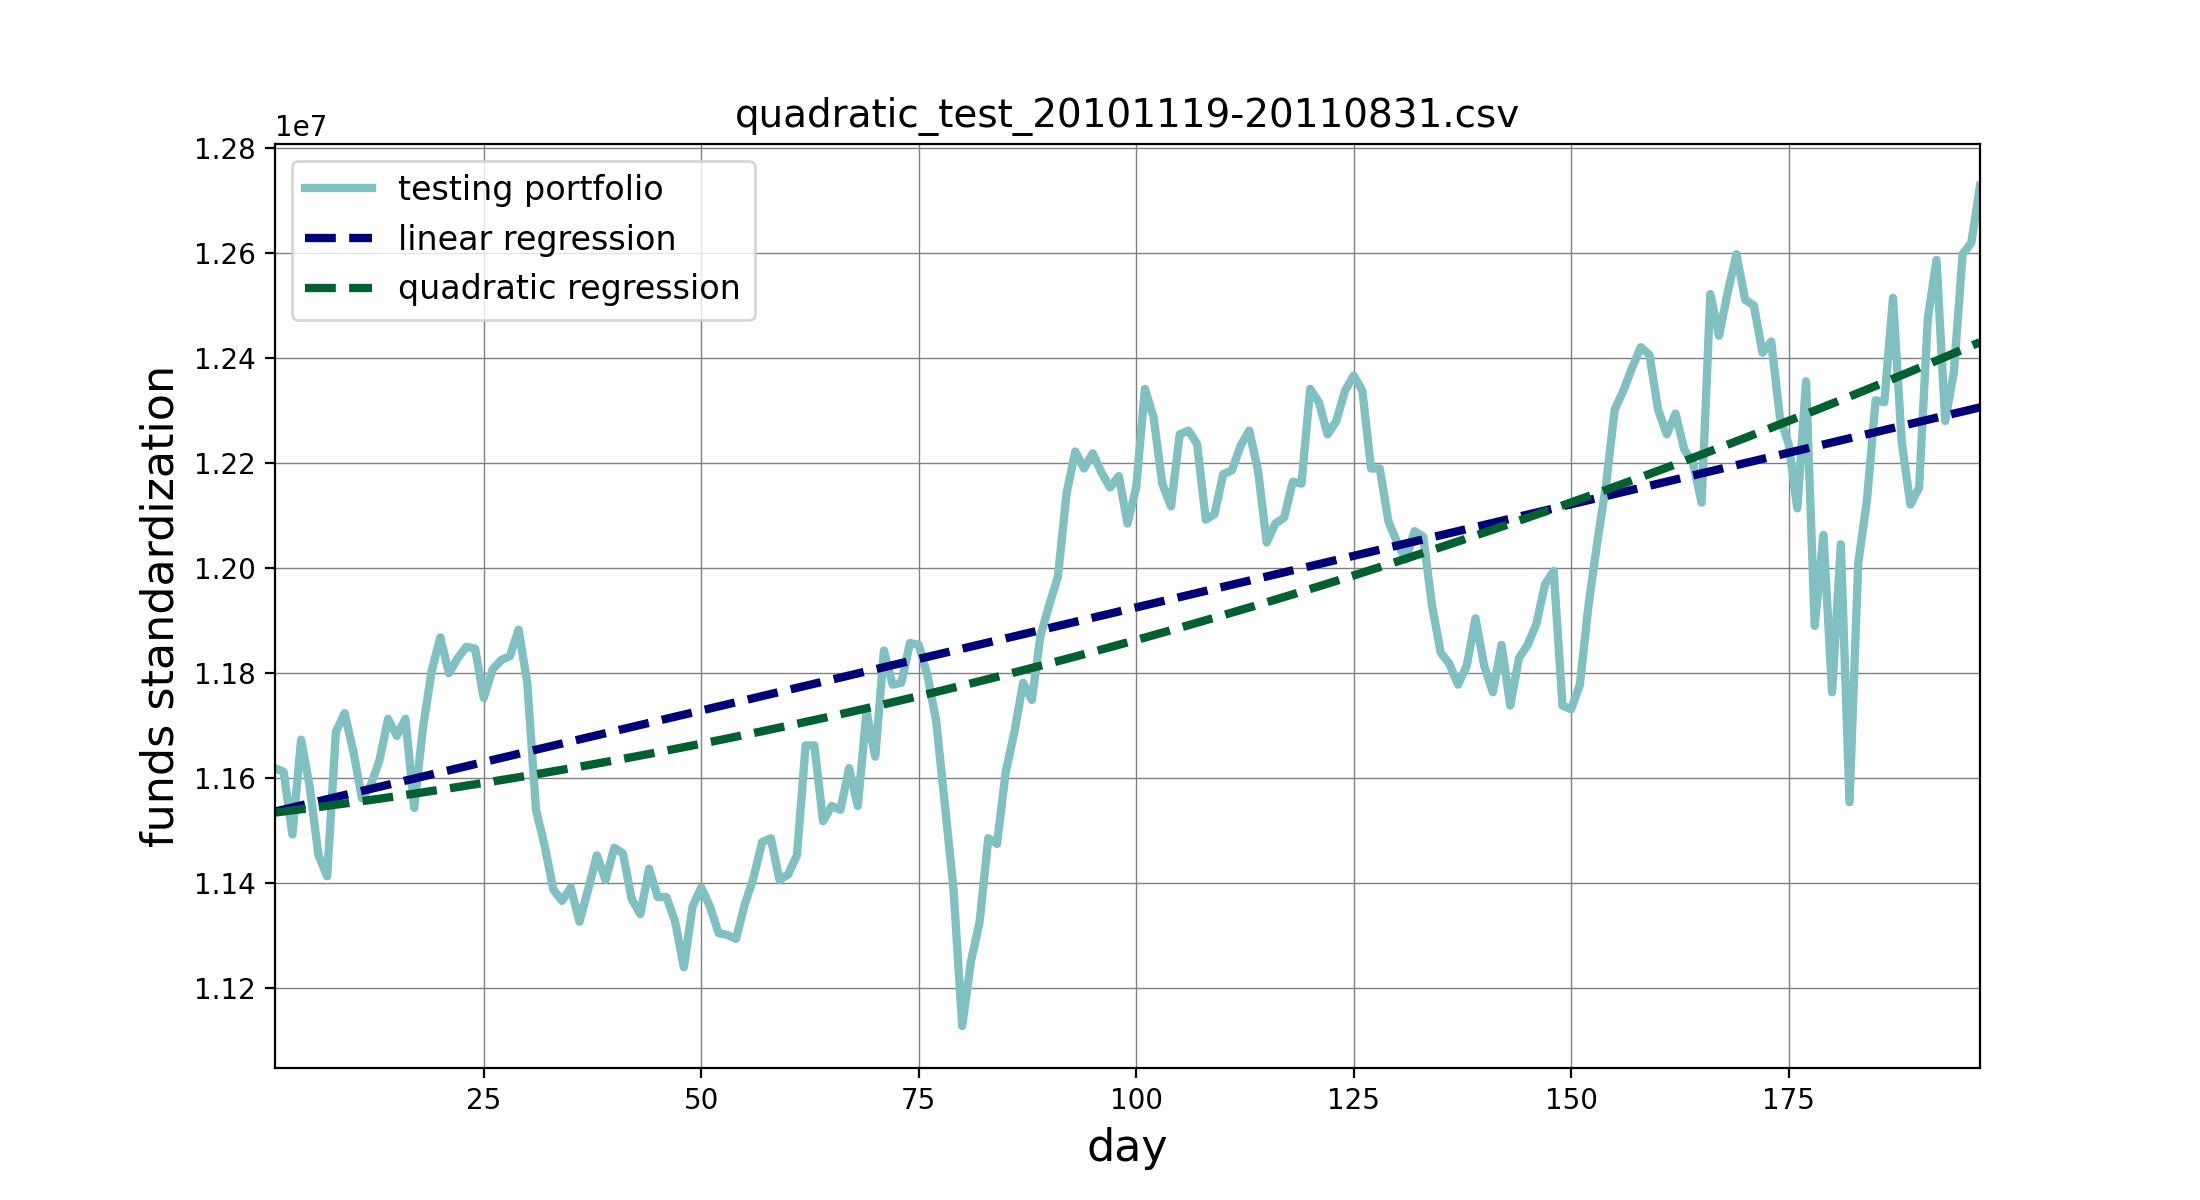 quadratic_test_20101119-20110831.csv
1e7
1.28
1.26
1.24
1.22
1.20
1.18
1.16
1.14
1.12
funds standardization
testing portfolio
linear regression
quadratic regression
25 50 75 100 125 150 175
day